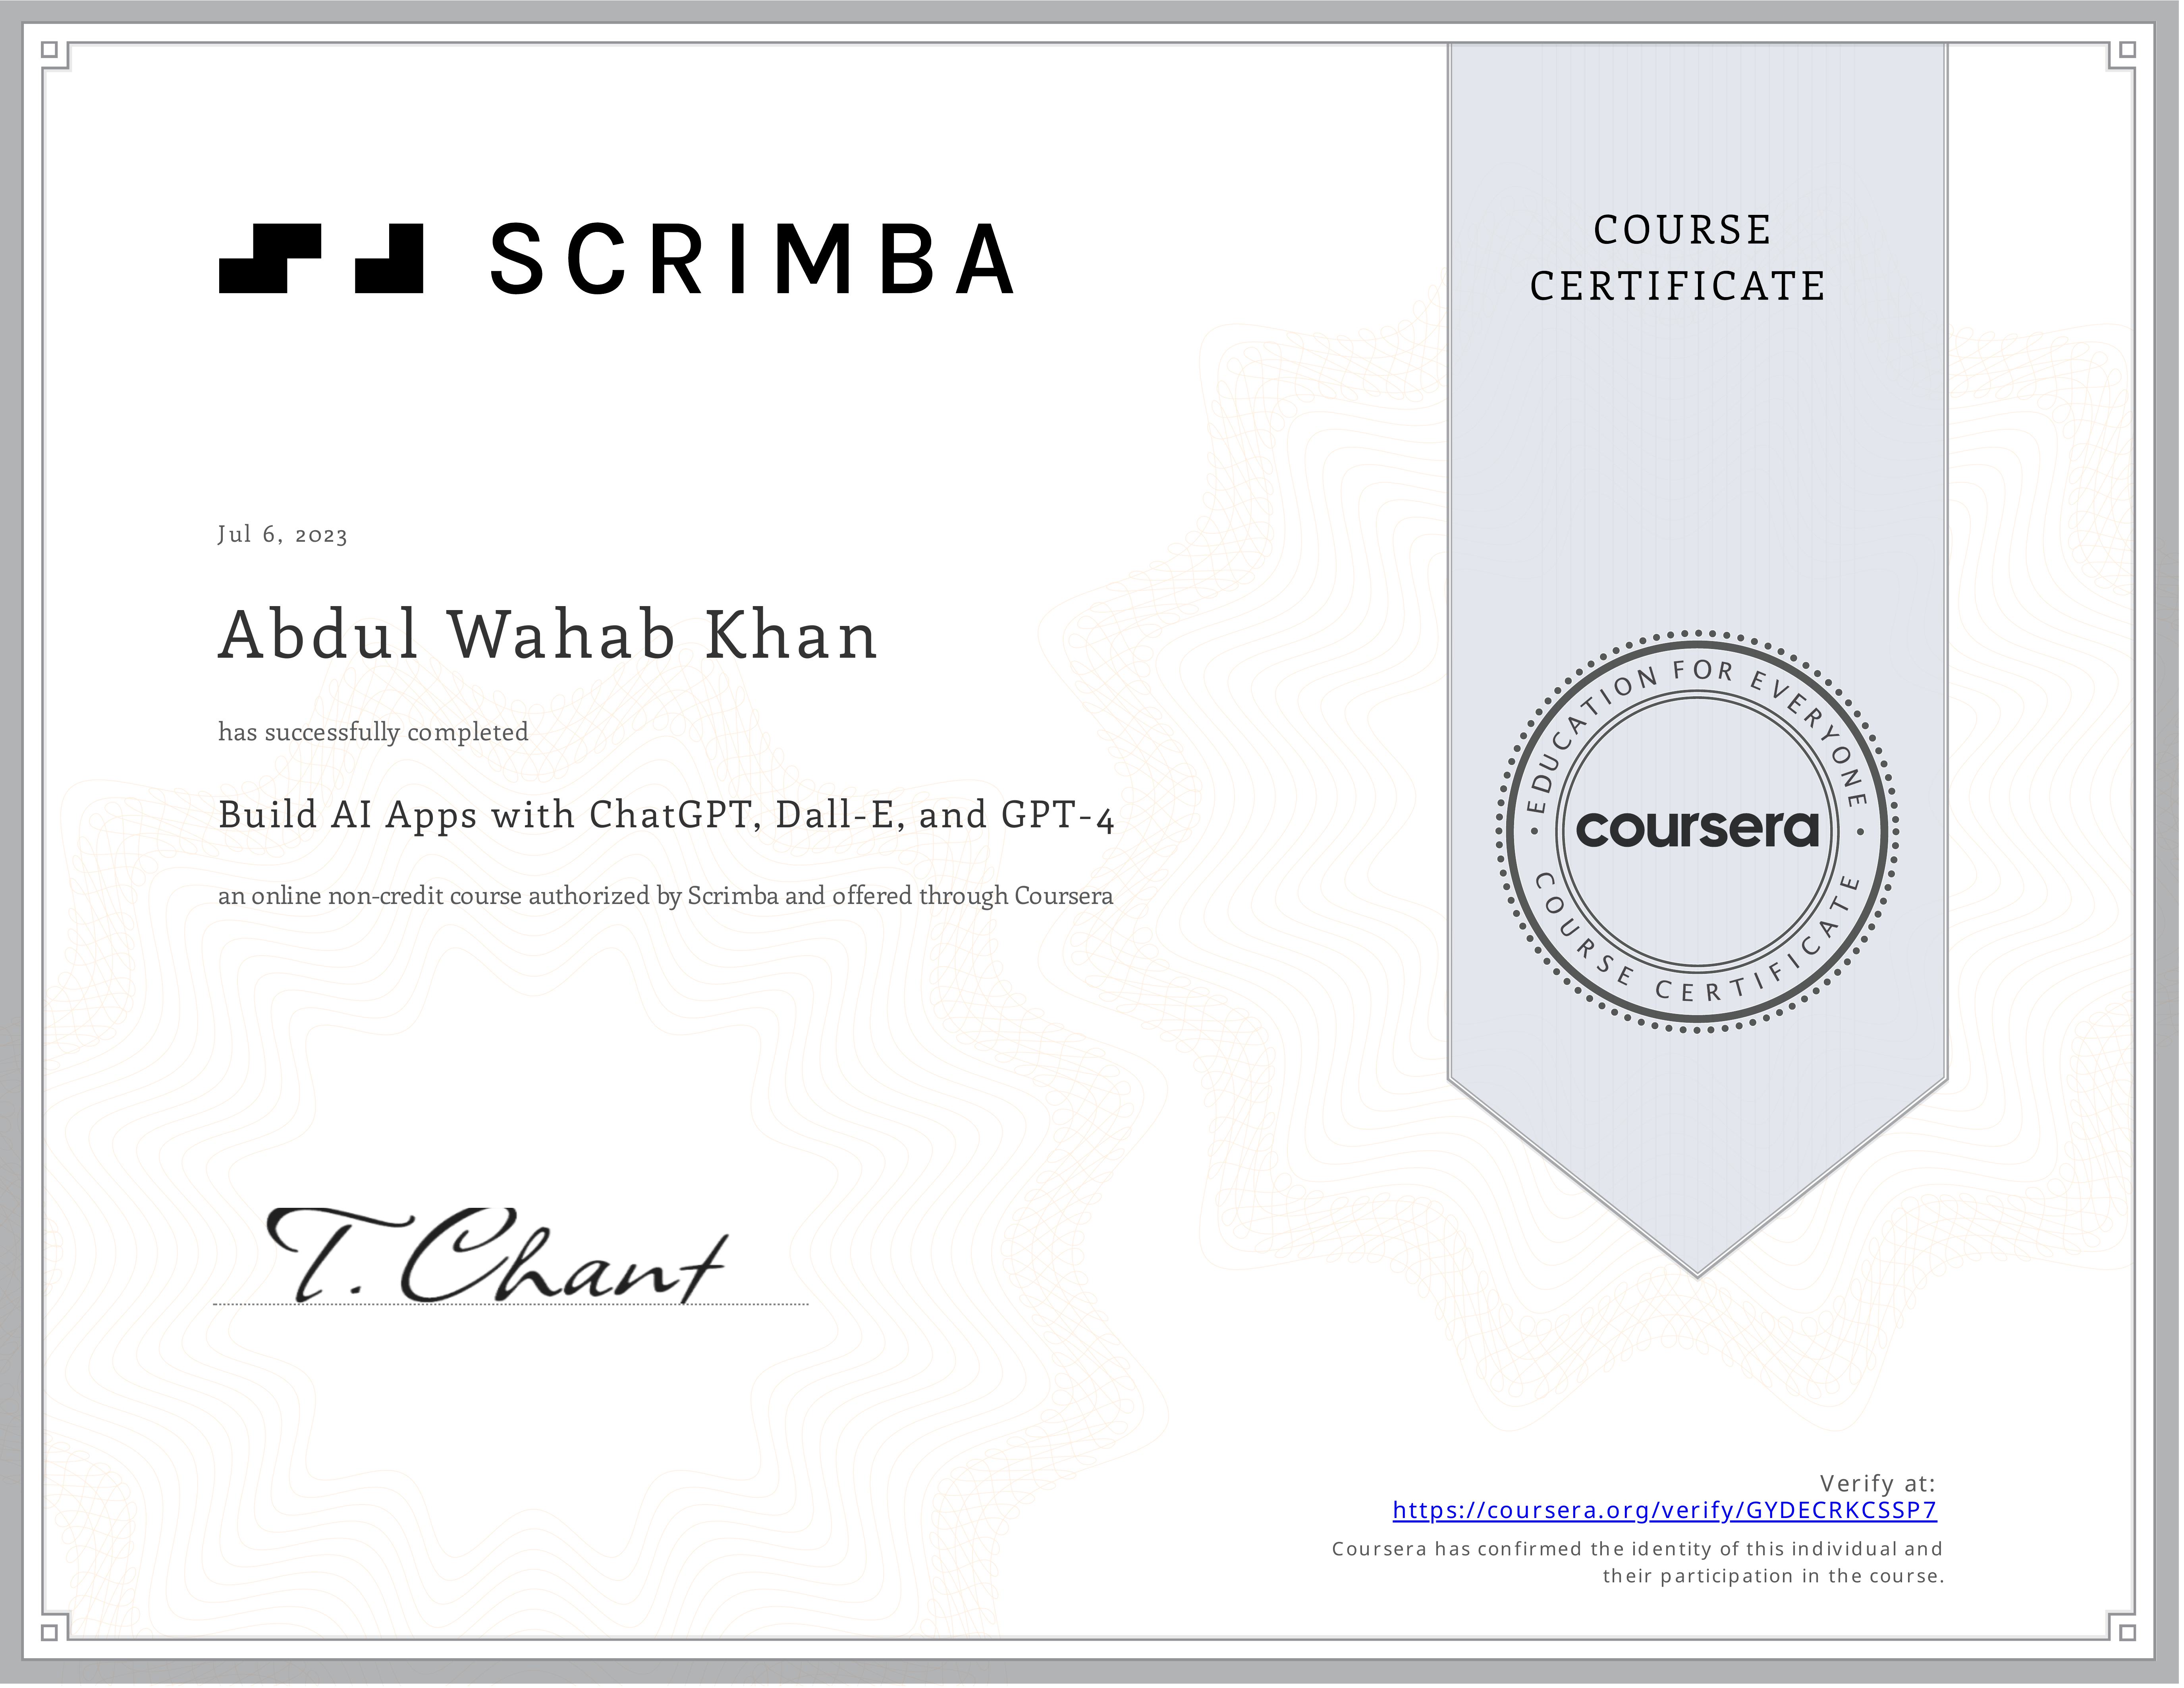 SCRIMBA
COURSE
CERTIFICATE
Jul 6, 2023
Abdul Wahab Khan
has successfully completed
Build AI Apps with ChatGPT, Dall-E, and GPT-4
an online non-credit course authorized by Scrimba and offered through Coursera
EDUCATION FOR EVERYONE
coursera
COURSE CERTIFICATE
T. Chant
Verify at:
https://coursera.org/verify/GYDECRKCSSP7
Coursera has confirmed the identity of this individual and
their participation in the course.